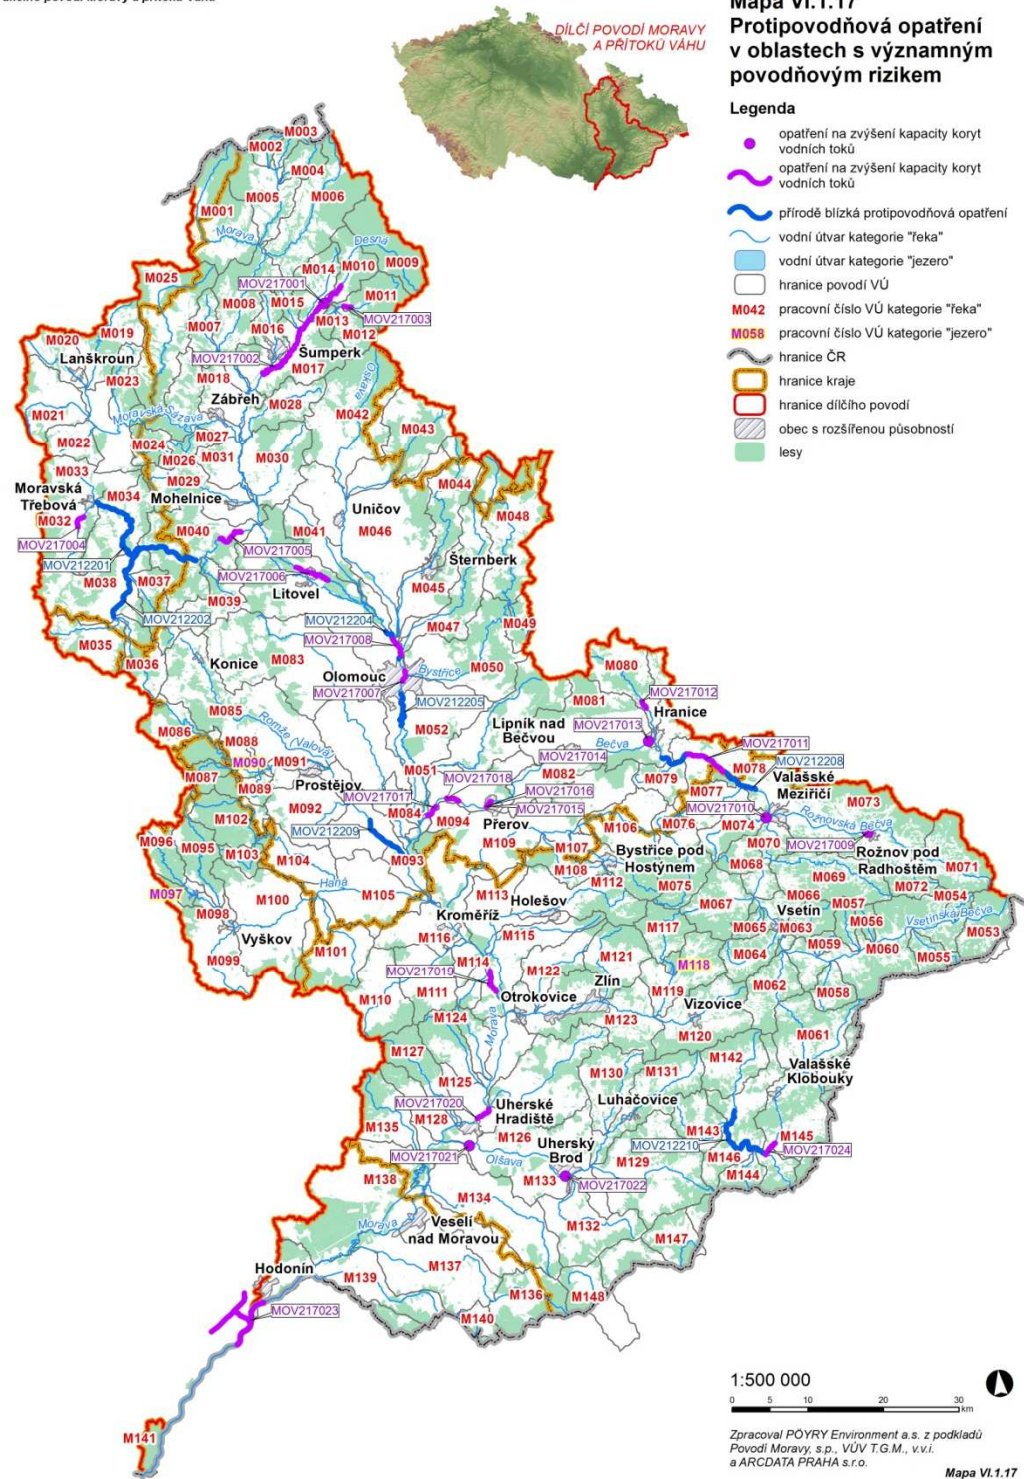 Mapa VI.1.17
Protipovodňová opatření
v oblastech s významným
povodňovým rizikem
DÍLČÍ POVODÍ MORAVY
A PŘÍTOKŮ VÁHU
Legenda
opatření na zvýšení kapacity koryt
vodních toků
opatření na zvýšení kapacity koryt
vodních toků
přírodě blízká protipovodňová opatření
vodní útvar kategorie "řeka"
vodní útvar kategorie "jezero"
hranice povodí VÚ
M042 pracovní číslo VÚ kategorie "řeka"
M058 pracovní číslo VÚ kategorie "jezero"
hranice ČR
hranice kraje
hranice dílčího povodí
obec s rozšířenou působností
lesy
M003
M002
M004
M005
M006
M001
Morava
Desná
M009
M014
M010
M025
MOV217001
M015
M011
M008
M013
MOV217003
M019
M007
M016
M012
M020
Lanškroun
MOV217002
Šumperk
M017
M023
M018
Zábřeh
M028
Oskava
M021
Moravská Sázava
M042
M043
M022
M024
M027
M026
M031
M030
M033
M029
M044
Moravská
Třebová
M034
Mohelnice
M048
M032
Uničov
MOV217004
M040
M041
M046
MOV212201
MOV217005
Šternberk
M038
M037
MOV217006
Litovel
M045
M039
MOV212202
MOV212204
M047
M049
M035
MOV217008
M036
Konice
M083
Olomouc
Bystřice
M050
M080
MOV217007
MOV217012
M085
MOV212205
M081
Hranice
Romže
Valová
M052
Lipník nad
Bečvou
MOV217013
M086
M088
Bečva
MOV217011
M090
M091
M051
MOV217014
M078
MOV212208
M087
M089
Prostějov
MOV217018
M082
M079
Valašské
Meziříčí
MOV217017
MOV217016
M077
M092
M084
M094
MOV217015
MOV217010
M073
M102
MOV212209
Přerov
M106
M076
M074
Rožnovská Bečva
M096
M095
M103
M109
M107
Bystřice pod
Hostýnem
M070
MOV217009
M104
M093
M108
M068
Rožnov pod
Radhoštěm
M071
M097
Haná
M105
M113
M112
M075
M069
M072
M054
M100
Holešov
M067
M066
M057
M098
Kroměříž
Vsetín
M056
Vsetínská Bečva
Vyškov
M116
M115
M117
M065
M063
M053
M101
M059
M060
M099
M114
M121
M118
M064
M055
MOV217019
M122
Zlín
M062
M110
M111
Otrokovice
M119
Vizovice
M058
M124
Morava
M123
M120
M061
M127
M142
Valašské
Klobouky
M130
M131
M125
Luhačovice
MOV217020
Uherské
Hradiště
M135
M128
M126
Uherský
Brod
M143
M145
MOV217021
Olšava
MOV212210
MOV217024
M129
M146
M138
M133
MOV217022
M144
M134
Morava
Veselí
nad Moravou
M132
M147
Hodonín
M137
M139
M136
M148
MOV217023
M140
M141
1:500 000
0 5 10 20 30
km
Zpracoval PÖYRY Environment a.s. z podkladů
Povodí Moravy, s.p., VÚV T.G.M., v.v.i.
a ARCDATA PRAHA s.r.o.
Mapa VI.1.17